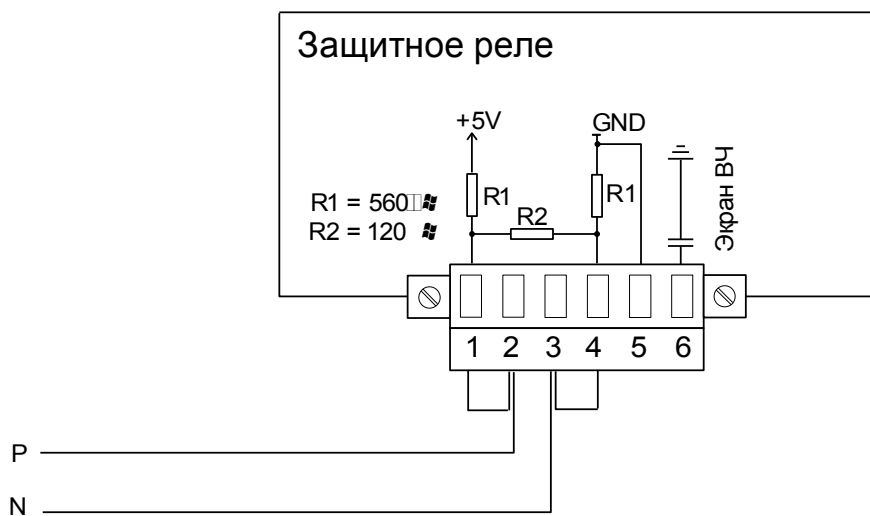 Защитное реле
+5V
GND
R1 = 560
R2 = 120
R1
R2
R1
Экран ВЧ
1 2 3 4 5 6
P
N